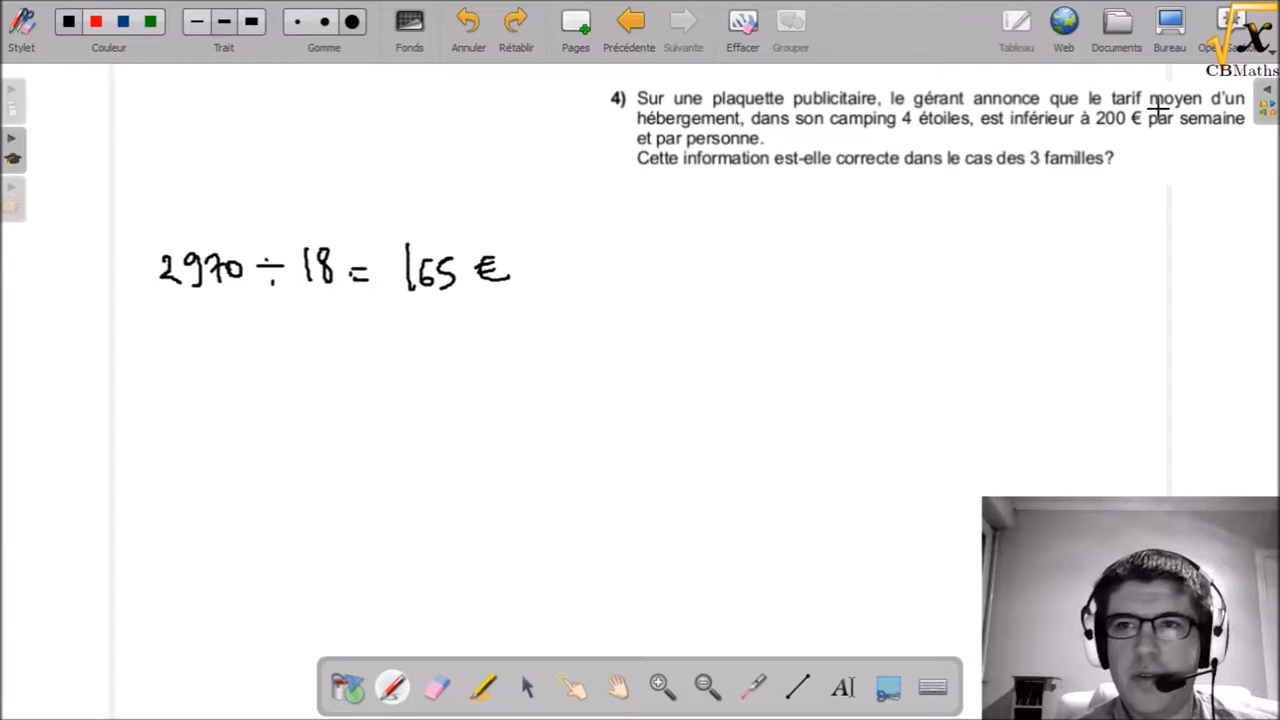 Stylet
Couleur
Trait
Gomme
Fonds
Annuler
Rétablir
Pages
Précédente
Suivante
Effacer
Grouper
Tableau
Web
Documents
Bureau
√x
CBMaths
4) Sur une plaquette publicitaire, le gérant annonce que le tarif moyen d'un
hébergement, dans son camping 4 étoiles, est inférieur à 200 € par semaine
et par personne.
Cette information est-elle correcte dans le cas des 3 familles?
2970 ÷ 18 = 165 €
AI